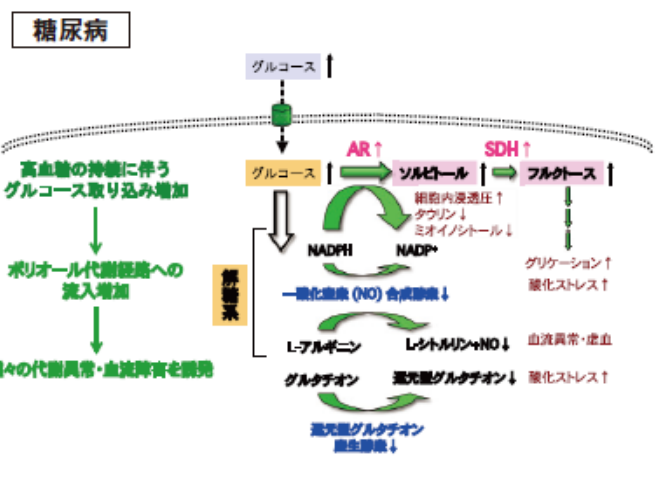 糖尿病
グルコース↑
高血糖の持続に伴う
グルコース取り込み増加
ポリオール代謝経路への
流入増加
々の代謝異常・血流障害を誘発
グルコース↑
AR↑
ソルビトール↑
SDH↑
フルクトース↑
細胞内浸透圧↑
タウリン↓
ミオイノシトール↓
解糖系
NADPH
NADP⁺
一酸化窒素 (NO) 合成酵素↓
L-アルギニン
L-シトルリン+NO↓
グルタチオン
還元型グルタチオン↓
還元型グルタチオン
産生酵素↓
グリケーション↑
酸化ストレス↑
血流異常・虚血
酸化ストレス↑